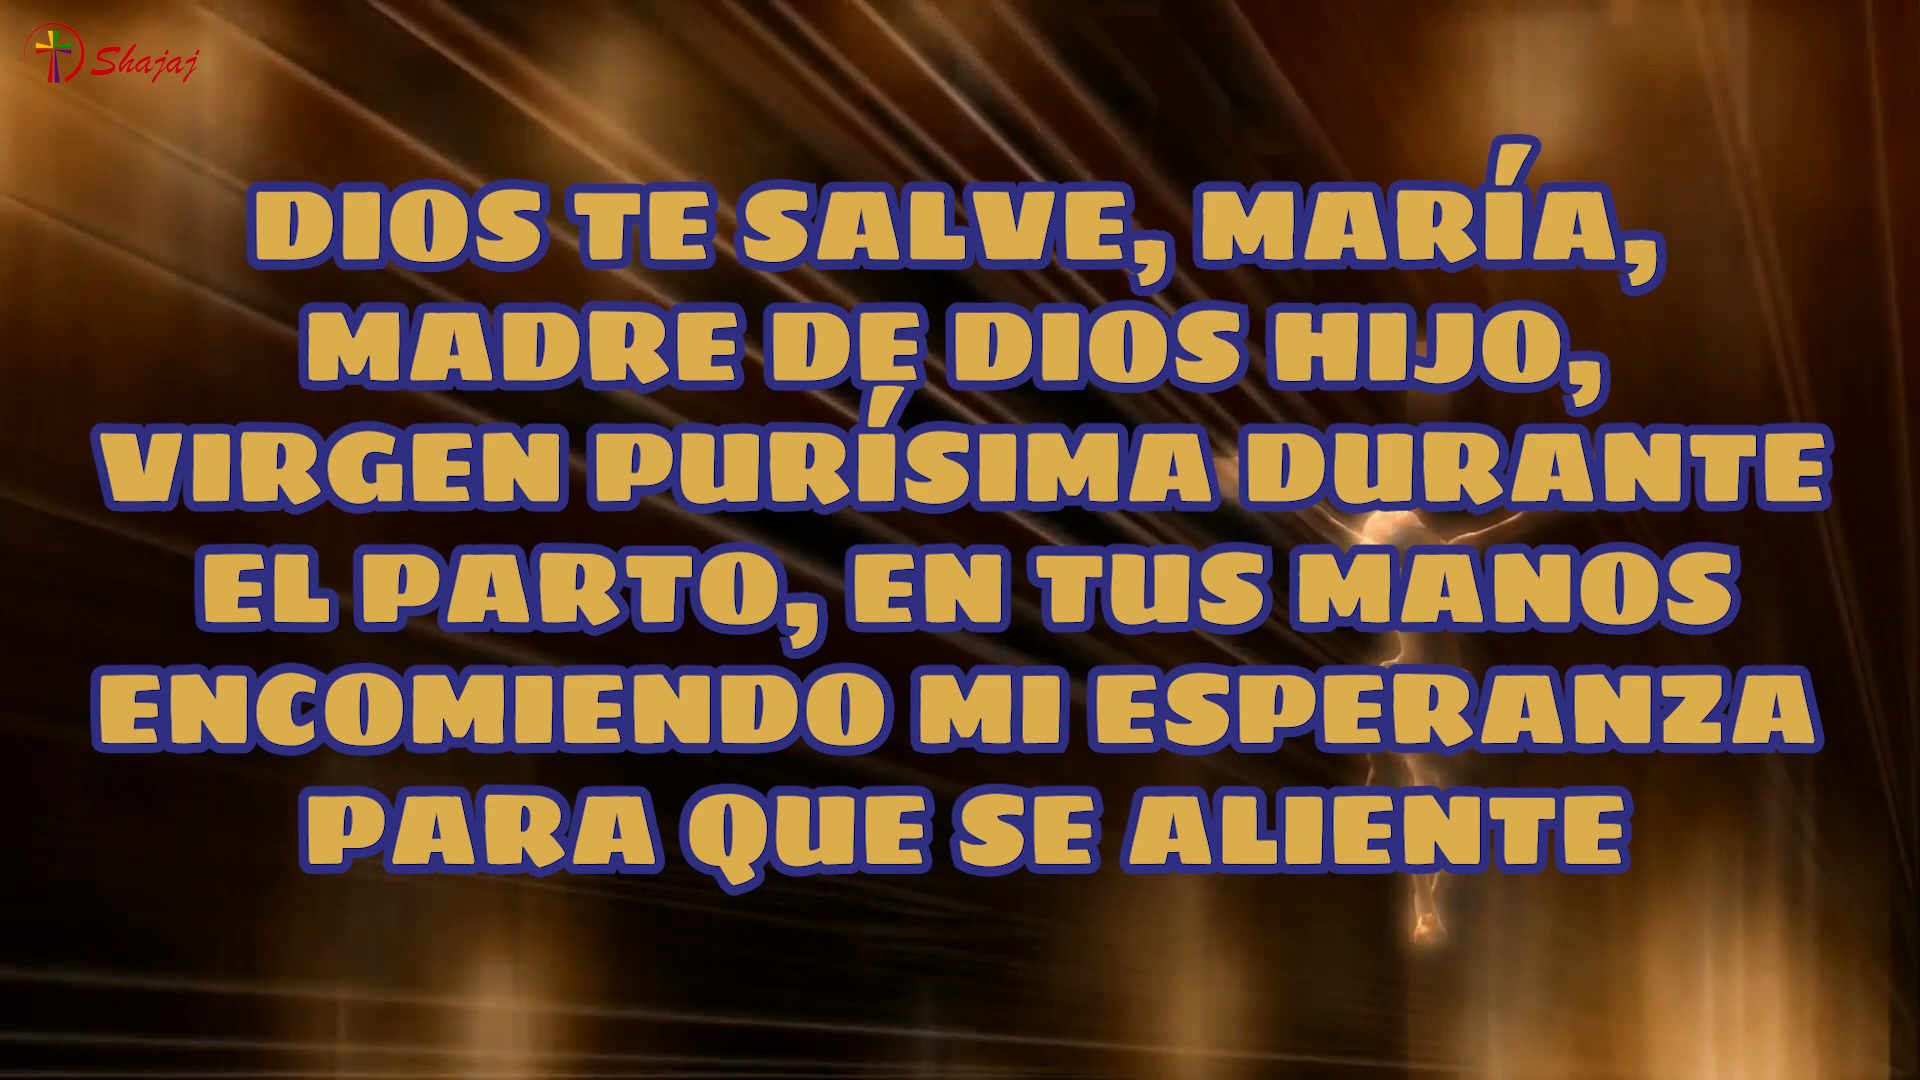 Shajaj
DIOS TE SALVE, MARÍA,
MADRE DE DIOS HIJO,
VIRGEN PURÍSIMA DURANTE
EL PARTO, EN TUS MANOS
ENCOMIENDO MI ESPERANZA
PARA QUE SE ALIENTE